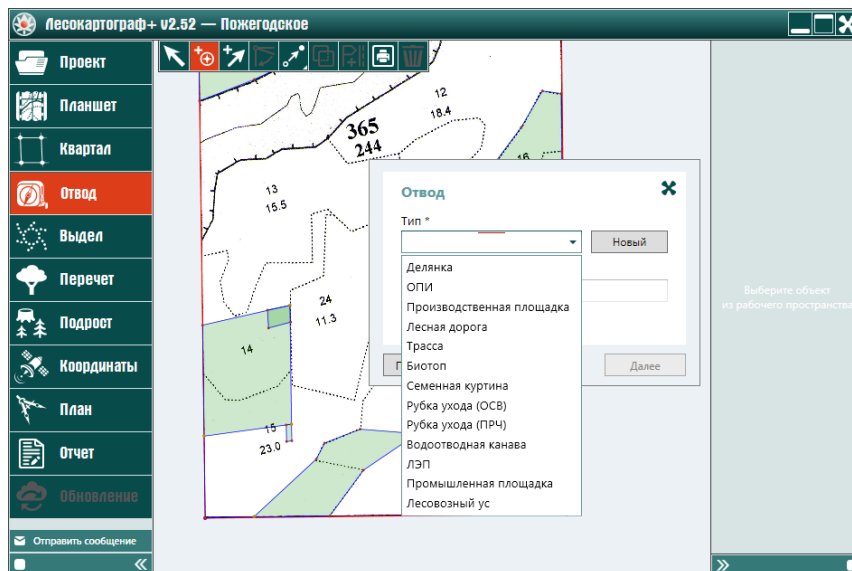 Лесокартограф+ v2.52 — Пожегодское
Проект
Планшет
Квартал
Отвод
Выдел
Перечет
Подрост
Координаты
План
Отчет
Обновление
Отправить сообщение
12
18.4
365
244
16
13
15.5
24
11.3
14
15
23.0
Отвод
Тип *
Новый
Делянка
ОПИ
Производственная площадка
Лесная дорога
Трасса
Биотоп
Семенная куртина
Рубка ухода (ОСВ)
Рубка ухода (ПРЧ)
Водоотводная канава
ЛЭП
Промышленная площадка
Лесовозный ус
Далее
Выберите объект
из рабочего пространства